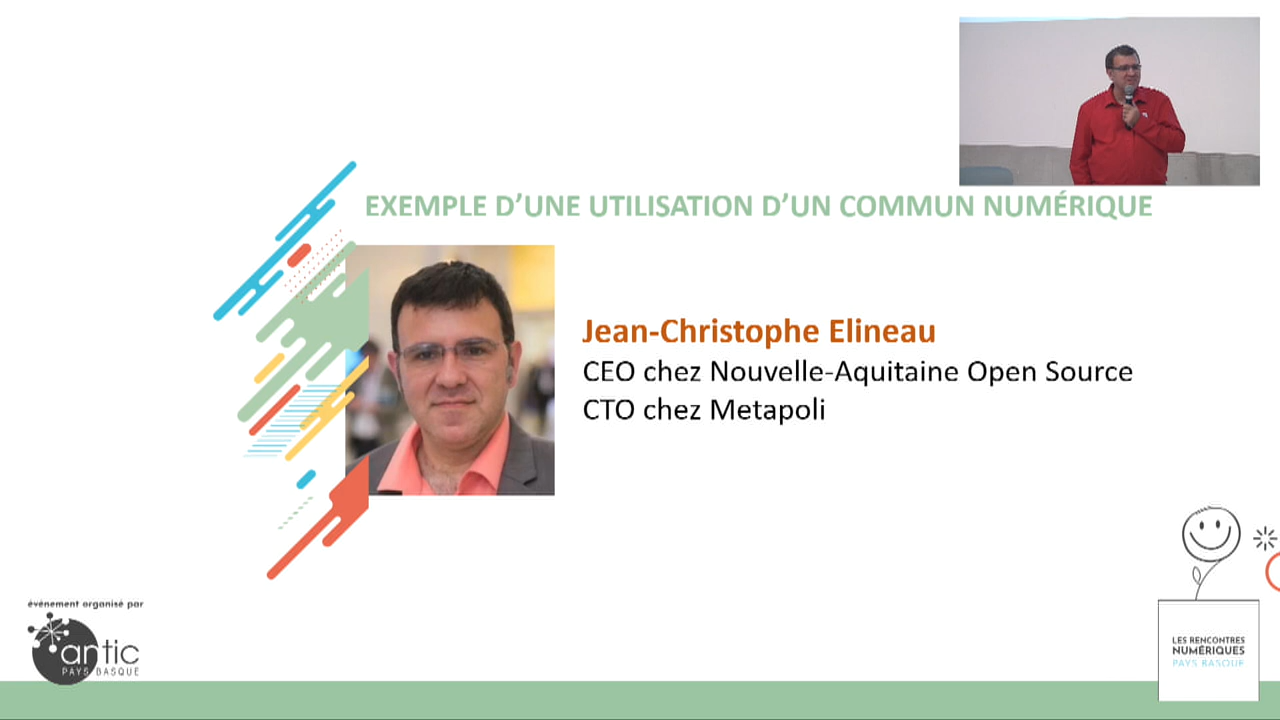 EXEMPLE D'UNE UTILISATION D'UN COMMUN NUMÉRIQUE
Jean-Christophe Elineau
CEO chez Nouvelle-Aquitaine Open Source
CTO chez Metapoli
évènement organisé par
antic
PAYS BASQUE
LES RENCONTRES
NUMÉRIQUES
PAYS BASQUE